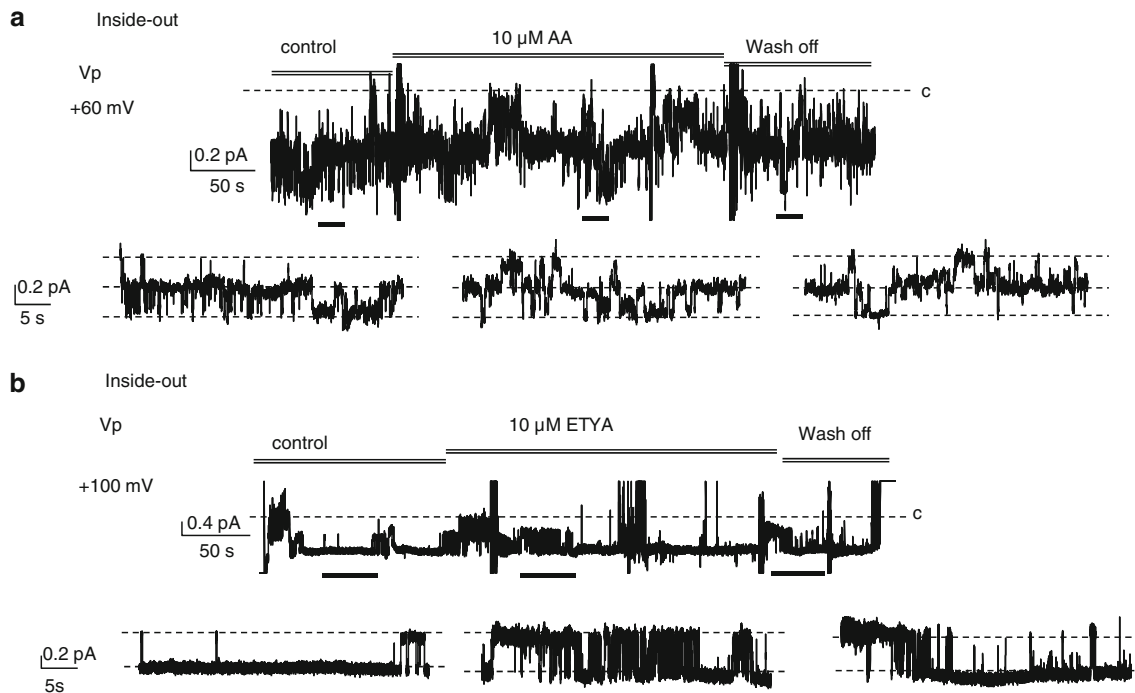 a
Inside-out
control
10 µM AA
Wash off
Vp
+60 mV
c
0.2 pA
50 s
0.2 pA
5 s
b
Inside-out
Vp
control
10 µM ETYA
Wash off
+100 mV
c
0.4 pA
50 s
0.2 pA
5s